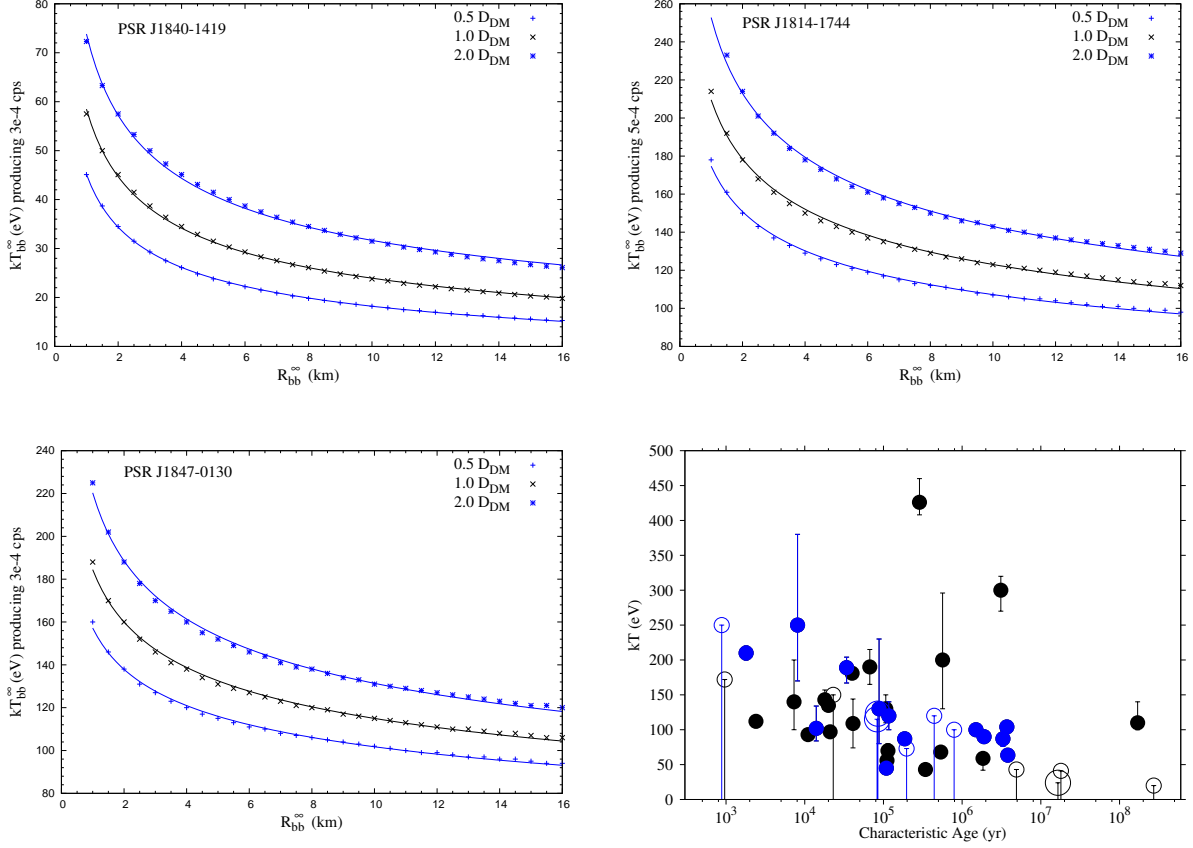 PSR J1840-1419
0.5 D_DM
1.0 D_DM
2.0 D_DM
kT_bb^∞ (eV) producing 3e-4 cps
80
70
60
50
40
30
20
10
0 2 4 6 8 10 12 14 16
R_bb^∞ (km)
PSR J1814-1744
0.5 D_DM
1.0 D_DM
2.0 D_DM
kT_bb^∞ (eV) producing 5e-4 cps
260
240
220
200
180
160
140
120
100
80
0 2 4 6 8 10 12 14 16
R_bb^∞ (km)
PSR J1847-0130
0.5 D_DM
1.0 D_DM
2.0 D_DM
kT_bb^∞ (eV) producing 3e-4 cps
240
220
200
180
160
140
120
100
80
0 2 4 6 8 10 12 14 16
R_bb^∞ (km)
kT (eV)
500
450
400
350
300
250
200
150
100
50
0
10^3 10^4 10^5 10^6 10^7 10^8
Characteristic Age (yr)